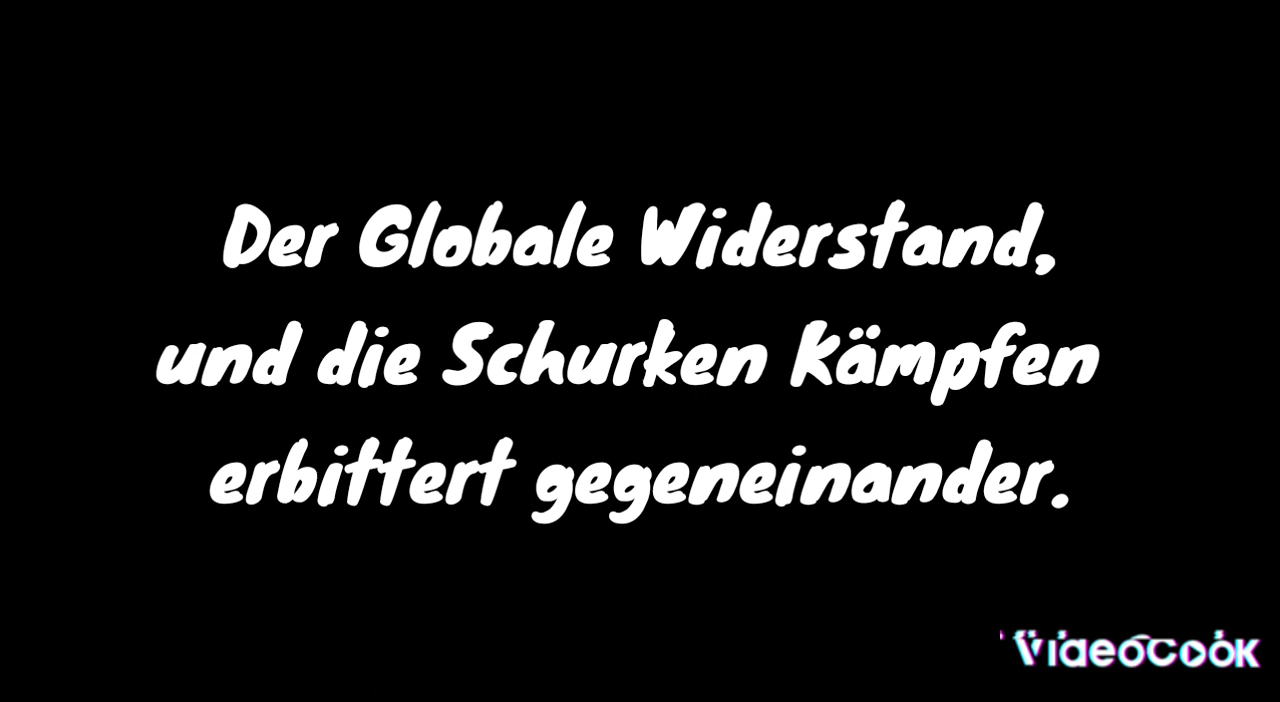 Der Globale Widerstand,
und die Schurken Kämpfen
erbittert gegeneinander.
VideoCook